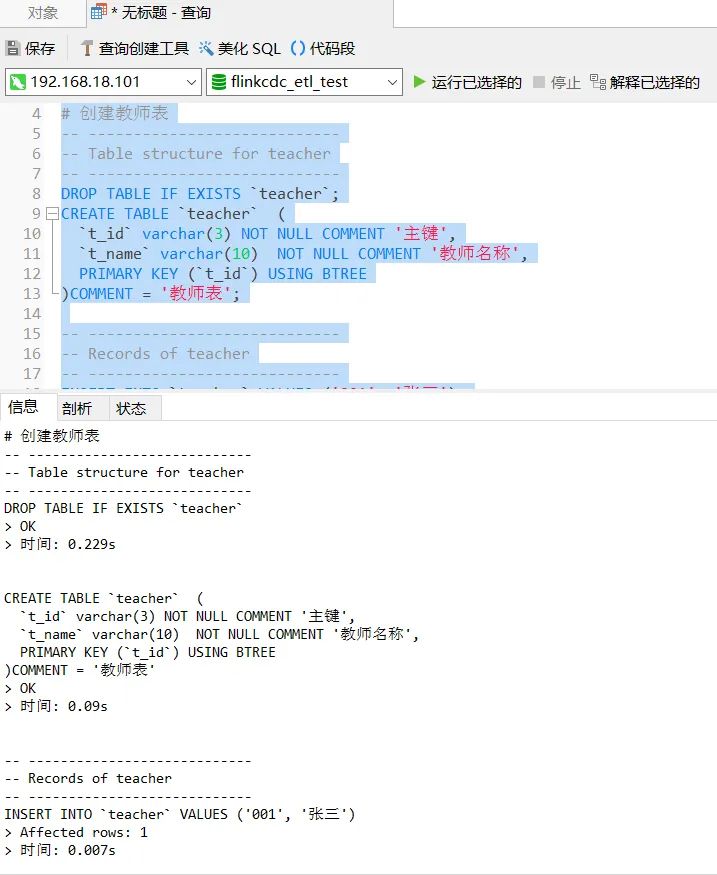 对象
* 无标题 - 查询
保存 查询创建工具 美化 SQL () 代码段
192.168.18.101 flinkcdc_etl_test 运行已选择的 停止 解释已选择的
4 # 创建教师表
5 -- ----------------------------
6 -- Table structure for teacher
7 -- ----------------------------
8 DROP TABLE IF EXISTS `teacher`;
9 CREATE TABLE `teacher`  (
10   `t_id` varchar(3) NOT NULL COMMENT '主键',
11   `t_name` varchar(10)  NOT NULL COMMENT '教师名称',
12   PRIMARY KEY (`t_id`) USING BTREE
13 )COMMENT = '教师表';
14
15 -- ----------------------------
16 -- Records of teacher
17 -- ----------------------------
信息 剖析 状态
# 创建教师表
-- ----------------------------
-- Table structure for teacher
-- ----------------------------
DROP TABLE IF EXISTS `teacher`
> OK
> 时间: 0.229s
CREATE TABLE `teacher`  (
  `t_id` varchar(3) NOT NULL COMMENT '主键',
  `t_name` varchar(10)  NOT NULL COMMENT '教师名称',
  PRIMARY KEY (`t_id`) USING BTREE
)COMMENT = '教师表'
> OK
> 时间: 0.09s
-- ----------------------------
-- Records of teacher
-- ----------------------------
INSERT INTO `teacher` VALUES ('001', '张三')
> Affected rows: 1
> 时间: 0.007s